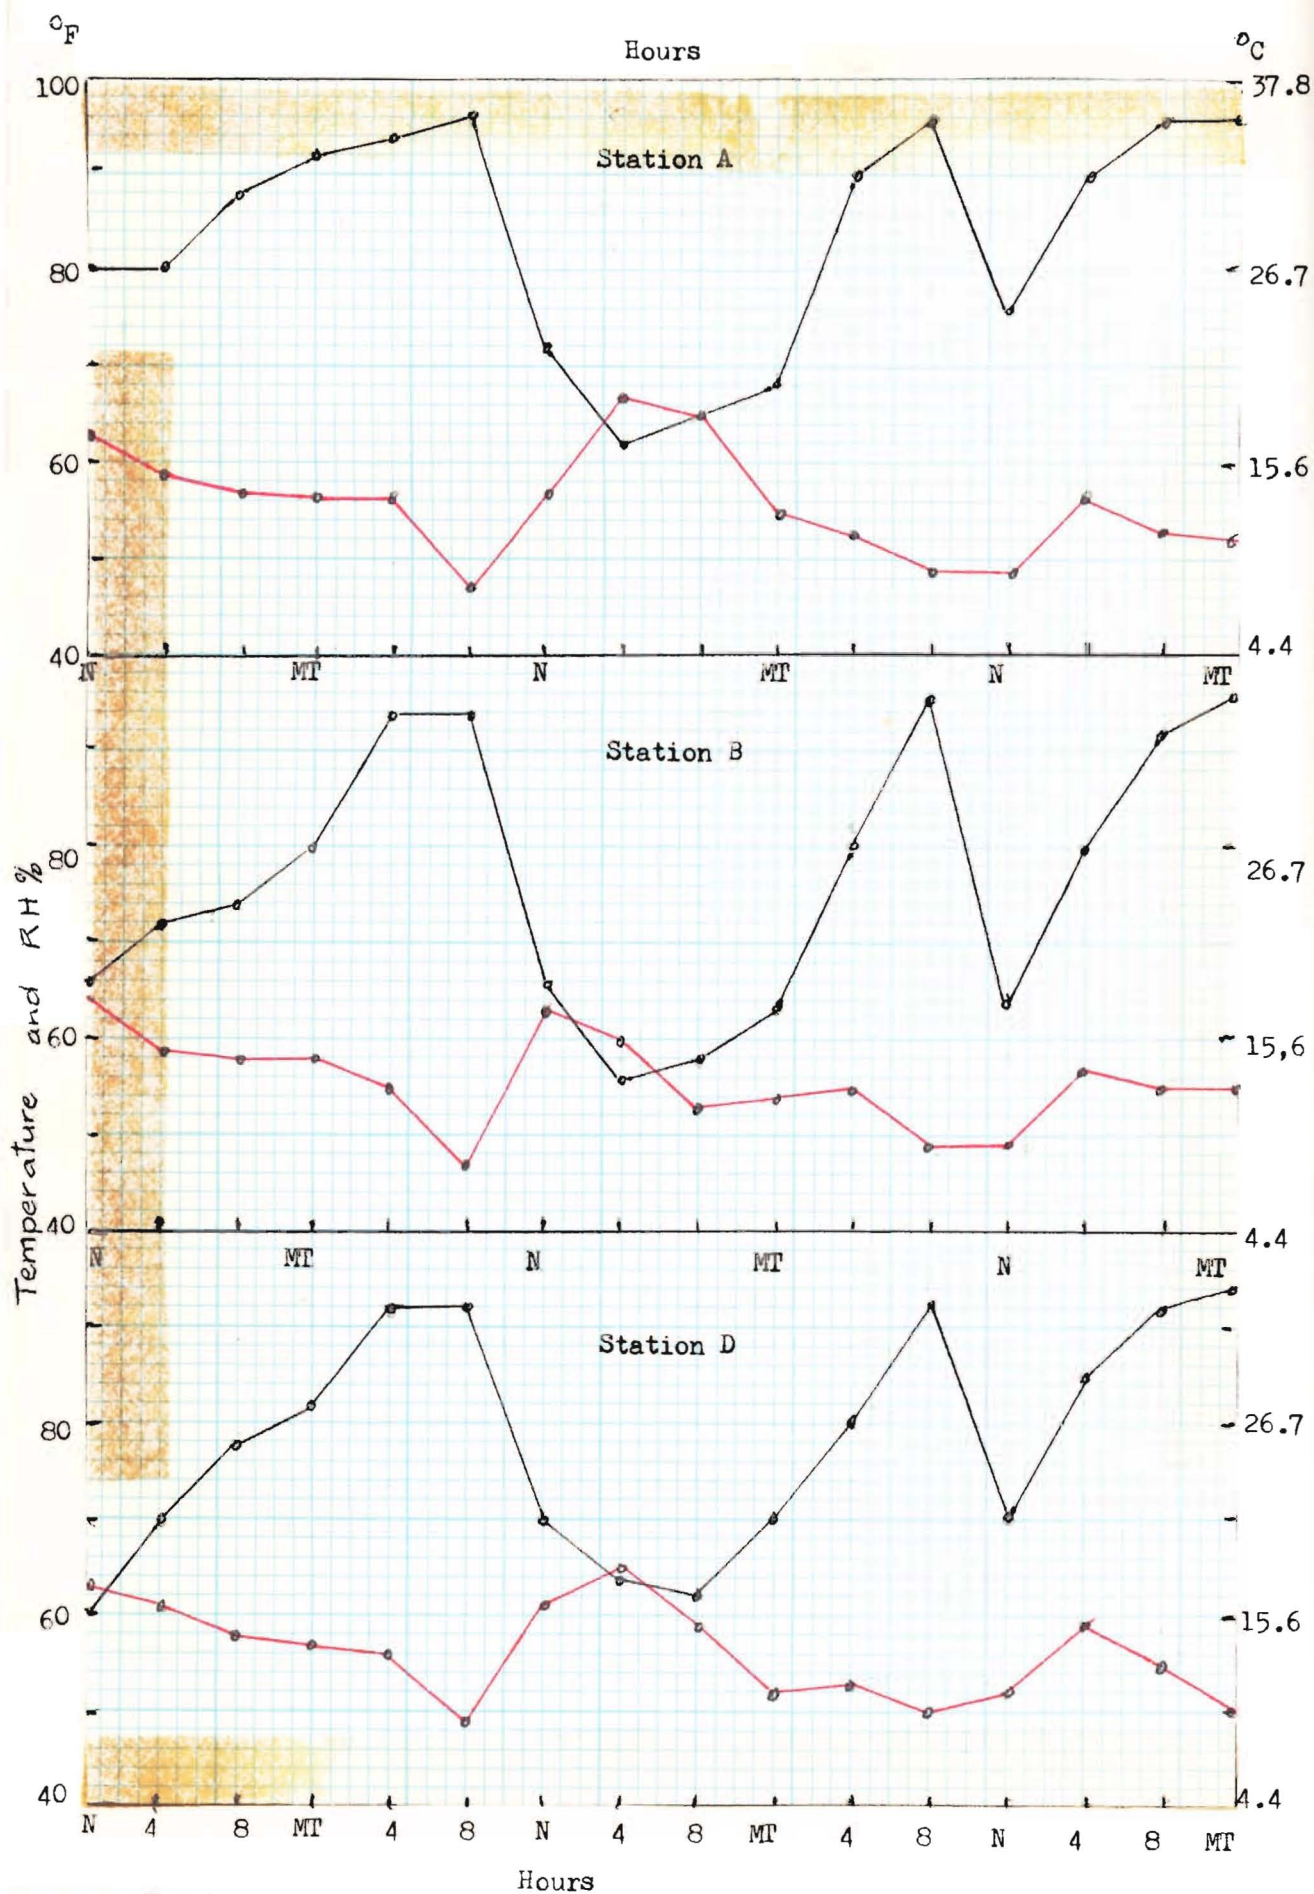 °F
Hours
°C
100
37.8
Station A
80
26.7
60
15.6
40
4.4
N MT N MT N MT
Station B
80
26.7
Temperature and RH %
60
15,6
40
4.4
N MT N MT N MT
Station D
80
26.7
60
15.6
40
4.4
N 4 8 MT 4 8 N 4 8 MT 4 8 N 4 8 MT
Hours